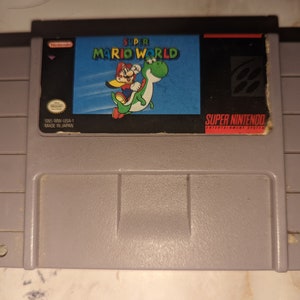 Nintendo
SUPER
MARIO WORLD
MADE IN JAPAN
SUPER NINTENDO
ENTERTAINMENT SYSTEM